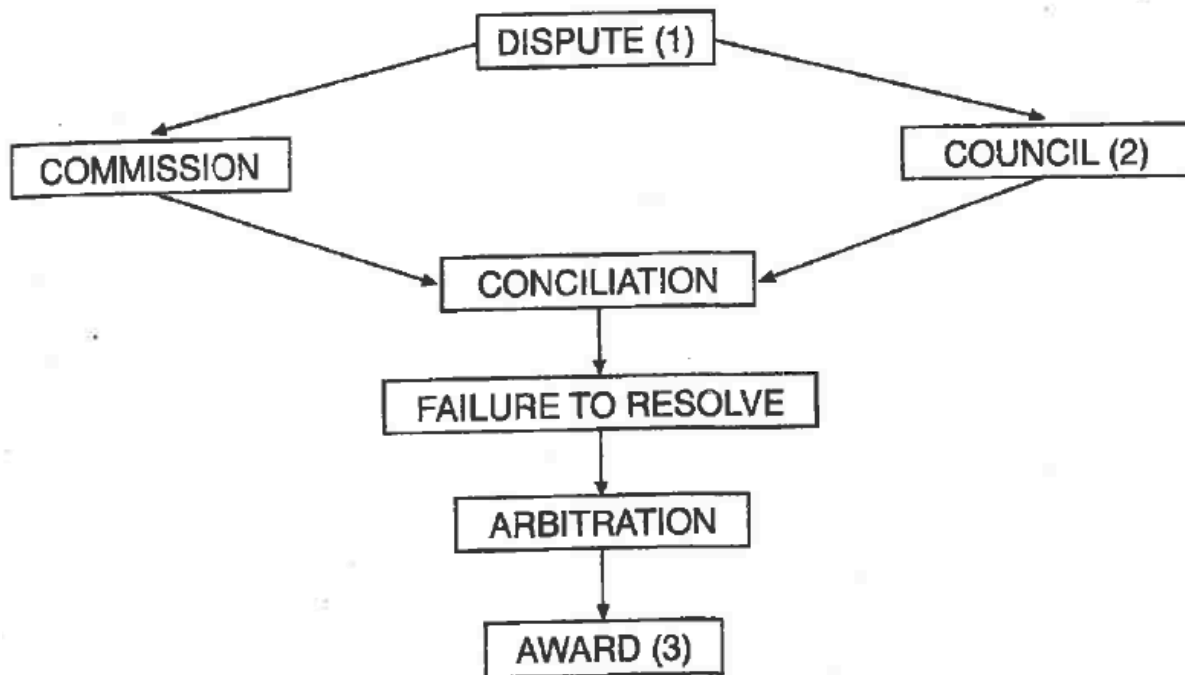 DISPUTE (1)
COMMISSION
COUNCIL (2)
CONCILIATION
FAILURE TO RESOLVE
ARBITRATION
AWARD (3)